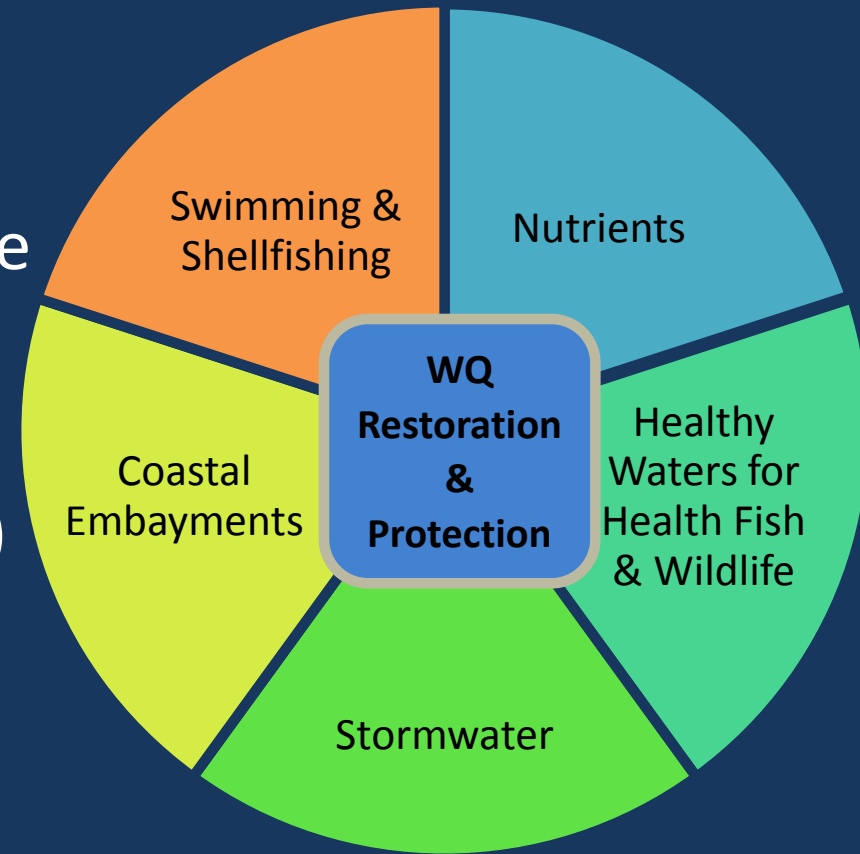 Swimming &
Shellfishing
Nutrients
e
WQ
Restoration
&
Protection
Healthy
Waters for
Health Fish
& Wildlife
Coastal
Embayments
)
Stormwater